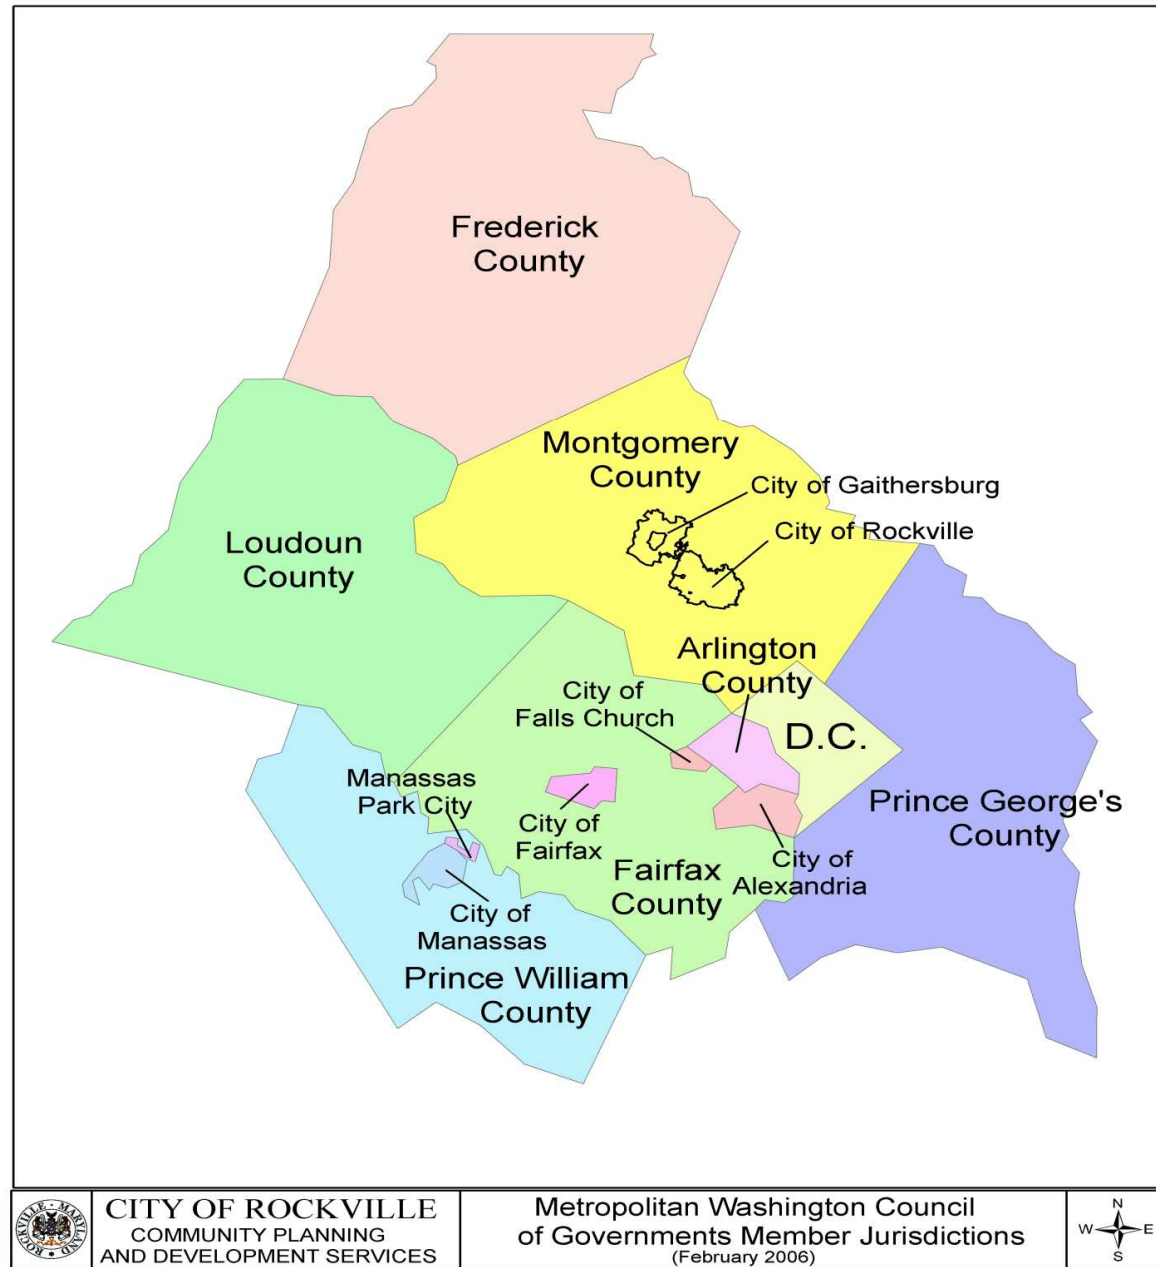 Frederick
County
Montgomery
County
City of Gaithersburg
City of Rockville
Loudoun
County
Arlington
County
City of
Falls Church
D.C.
Manassas
Park City
City of
Fairfax
Prince George's
County
City of
Alexandria
Fairfax
County
City of
Manassas
Prince William
County
ROCKVILLE • MARYLAND
CITY OF ROCKVILLE
COMMUNITY PLANNING
AND DEVELOPMENT SERVICES
Metropolitan Washington Council
of Governments Member Jurisdictions
(February 2006)
N
W E
S